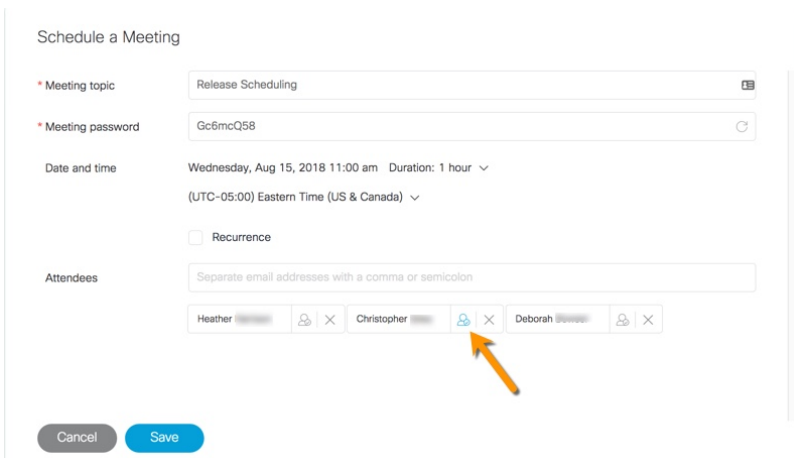 Schedule a Meeting
* Meeting topic Release Scheduling
* Meeting password Gc6mcQ58
Date and time Wednesday, Aug 15, 2018 11:00 am Duration: 1 hour
(UTC-05:00) Eastern Time (US & Canada)
Recurrence
Attendees Separate email addresses with a comma or semicolon
Heather Christopher Deborah
Cancel Save